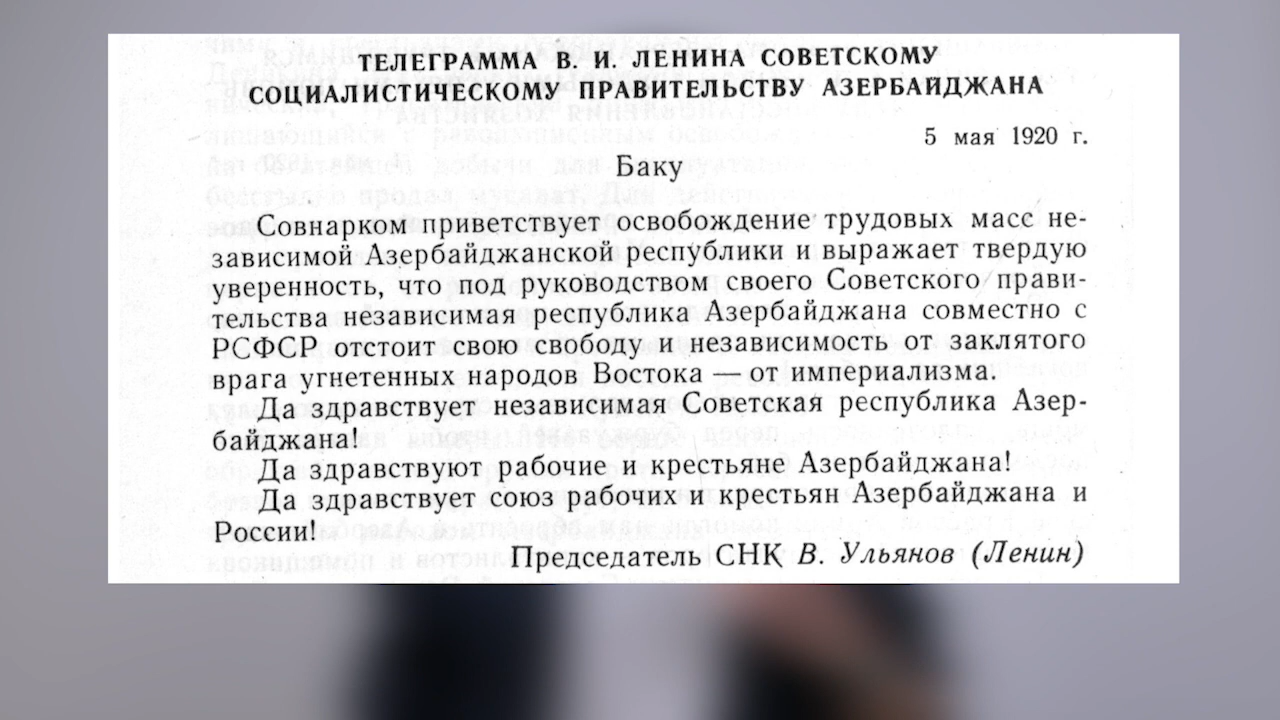 ТЕЛЕГРАММА В. И. ЛЕНИНА СОВЕТСКОМУ
СОЦИАЛИСТИЧЕСКОМУ ПРАВИТЕЛЬСТВУ АЗЕРБАЙДЖАНА
5 мая 1920 г.
Баку
Совнарком приветствует освобождение трудовых масс не-
зависимой Азербайджанской республики и выражает твердую
уверенность, что под руководством своего Советского прави-
тельства независимая республика Азербайджана совместно с
РСФСР отстоит свою свободу и независимость от заклятого
врага угнетенных народов Востока — от империализма.
Да здравствует независимая Советская республика Азер-
байджана!
Да здравствуют рабочие и крестьяне Азербайджана!
Да здравствует союз рабочих и крестьян Азербайджана и
России!
Председатель СНК В. Ульянов (Ленин)